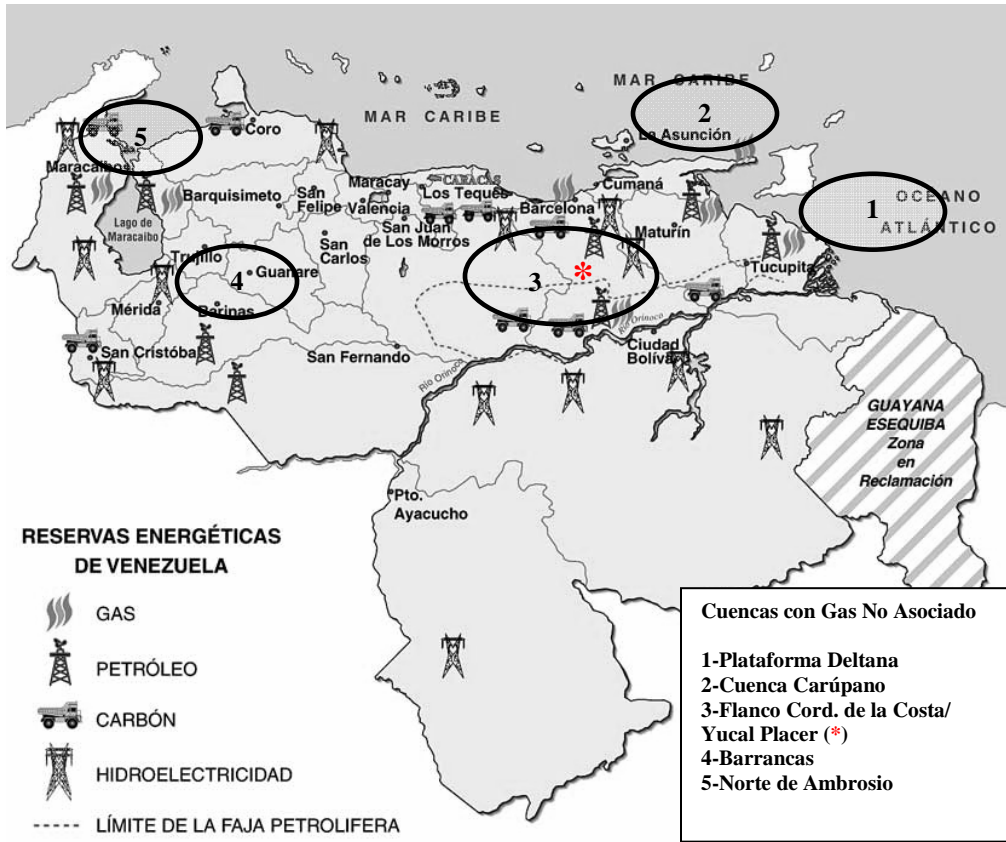 MAR CARIBE
2
5
Coro
MAR CARIBE
La Asunción
Maracaibo
Maracay
CARACAS
Los Teques
Cumaná
OCEANO
1
ATLÁNTICO
Barquisimeto
San
Felipe
Valencia
Barcelona
Lago de
Maracaibo
San Juan
de Los Morros
Maturín
Trujillo
San
Carlos
4
Guanare
3
*
Tucupita
Mérida
Barinas
Río Orinoco
San Cristóba
San Fernando
Ciudad
Bolívar
Río Orinoco
GUAYANA
ESEQUIBA
Zona
en
Reclamación
Pto.
Ayacucho
RESERVAS ENERGÉTICAS
DE VENEZUELA
GAS
PETRÓLEO
CARBÓN
HIDROELECTRICIDAD
LÍMITE DE LA FAJA PETROLIFERA
Cuencas con Gas No Asociado
1-Plataforma Deltana
2-Cuenca Carúpano
3-Flanco Cord. de la Costa/
Yucal Placer (*)
4-Barrancas
5-Norte de Ambrosio